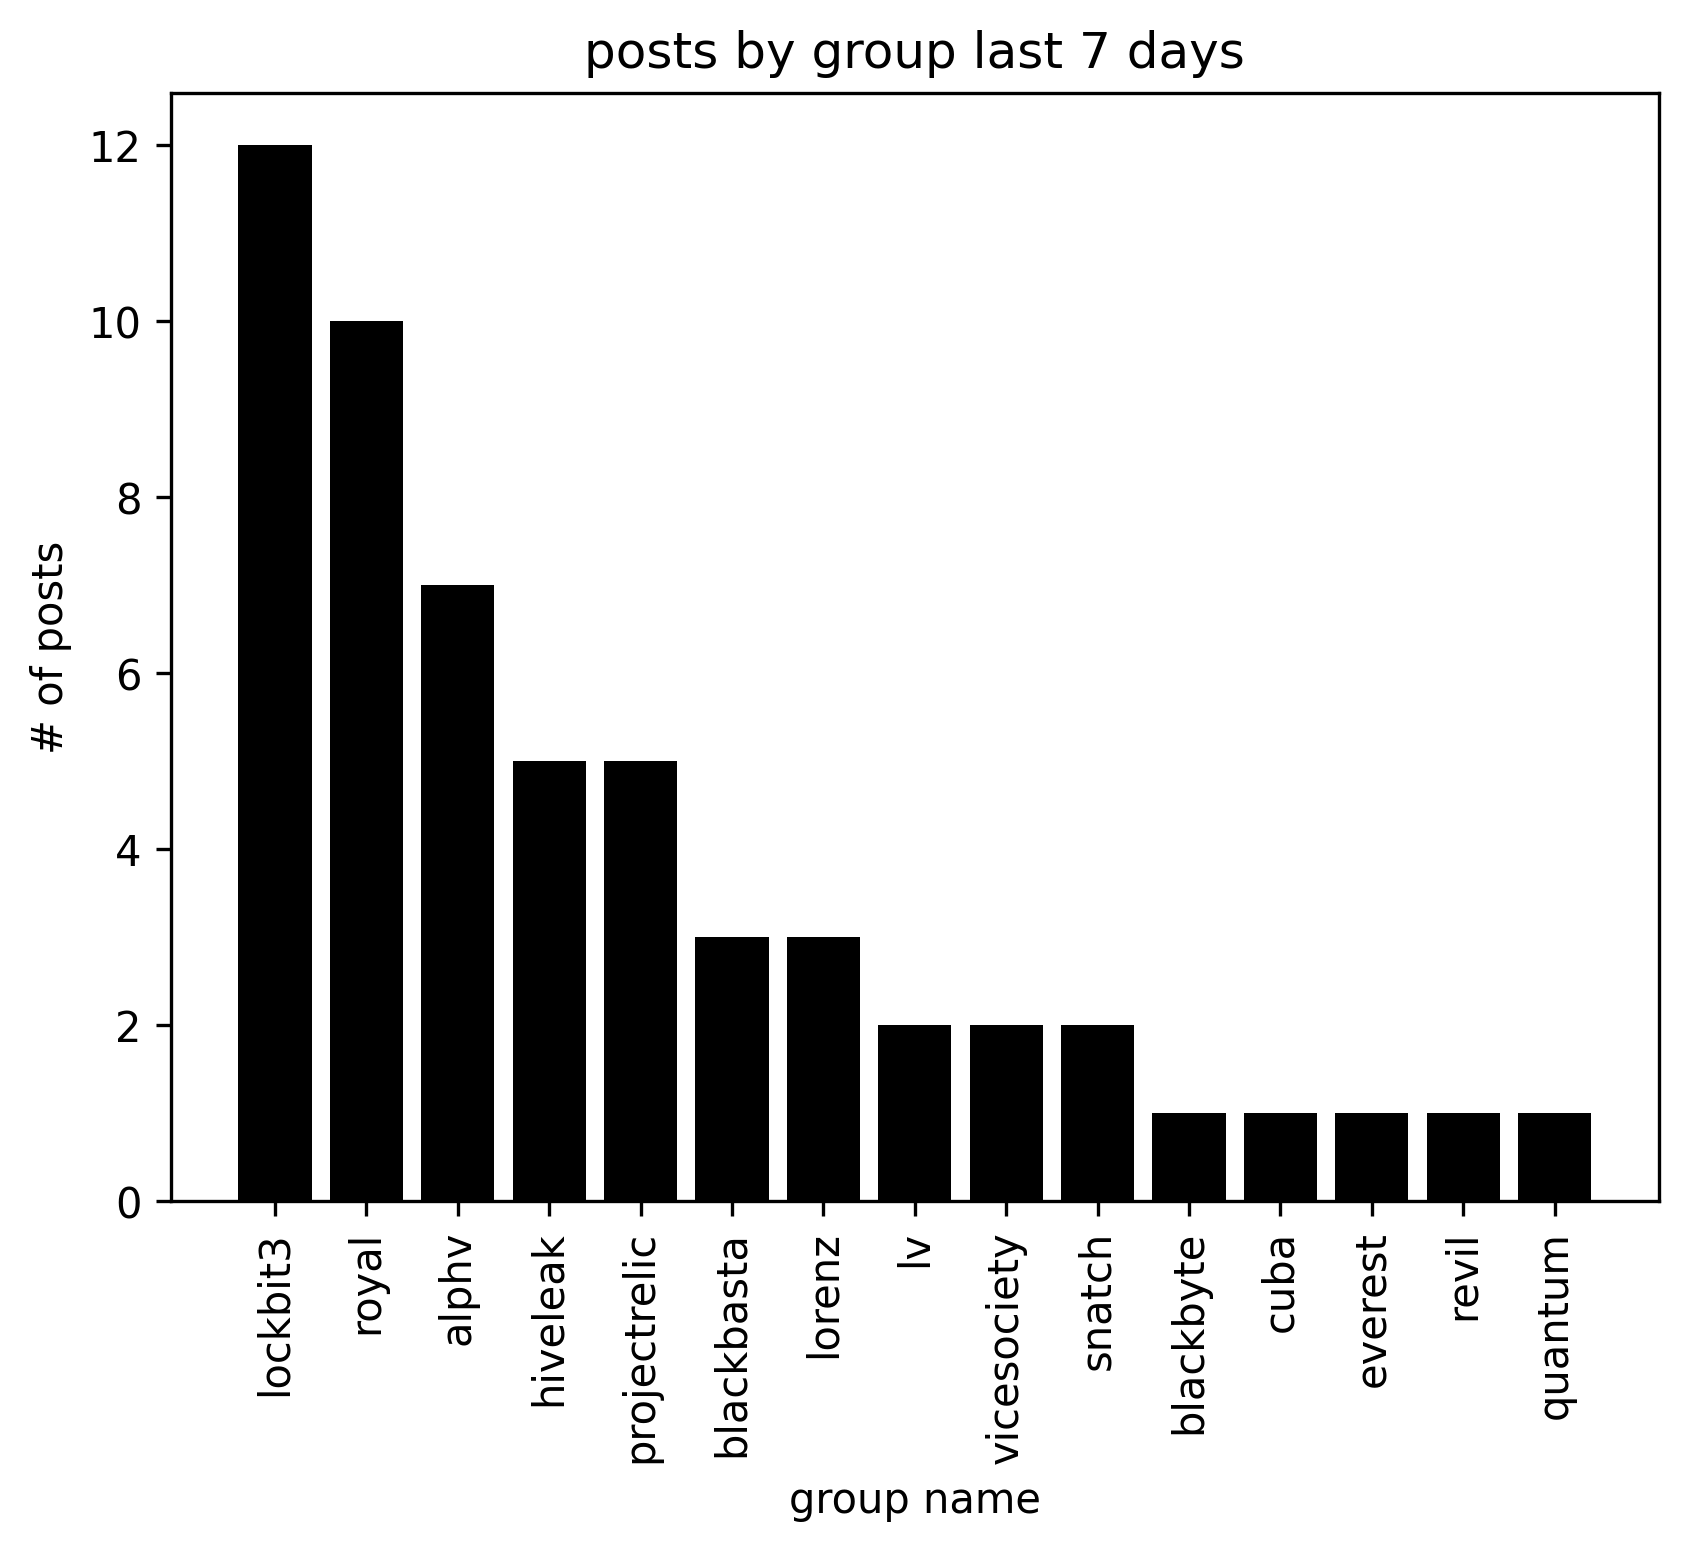 posts by group last 7 days
12
10
8
6
4
2
0
# of posts
lockbit3
royal
alphv
hiveleak
projectrelic
blackbasta
lorenz
lv
vicesociety
snatch
blackbyte
cuba
everest
revil
quantum
group name